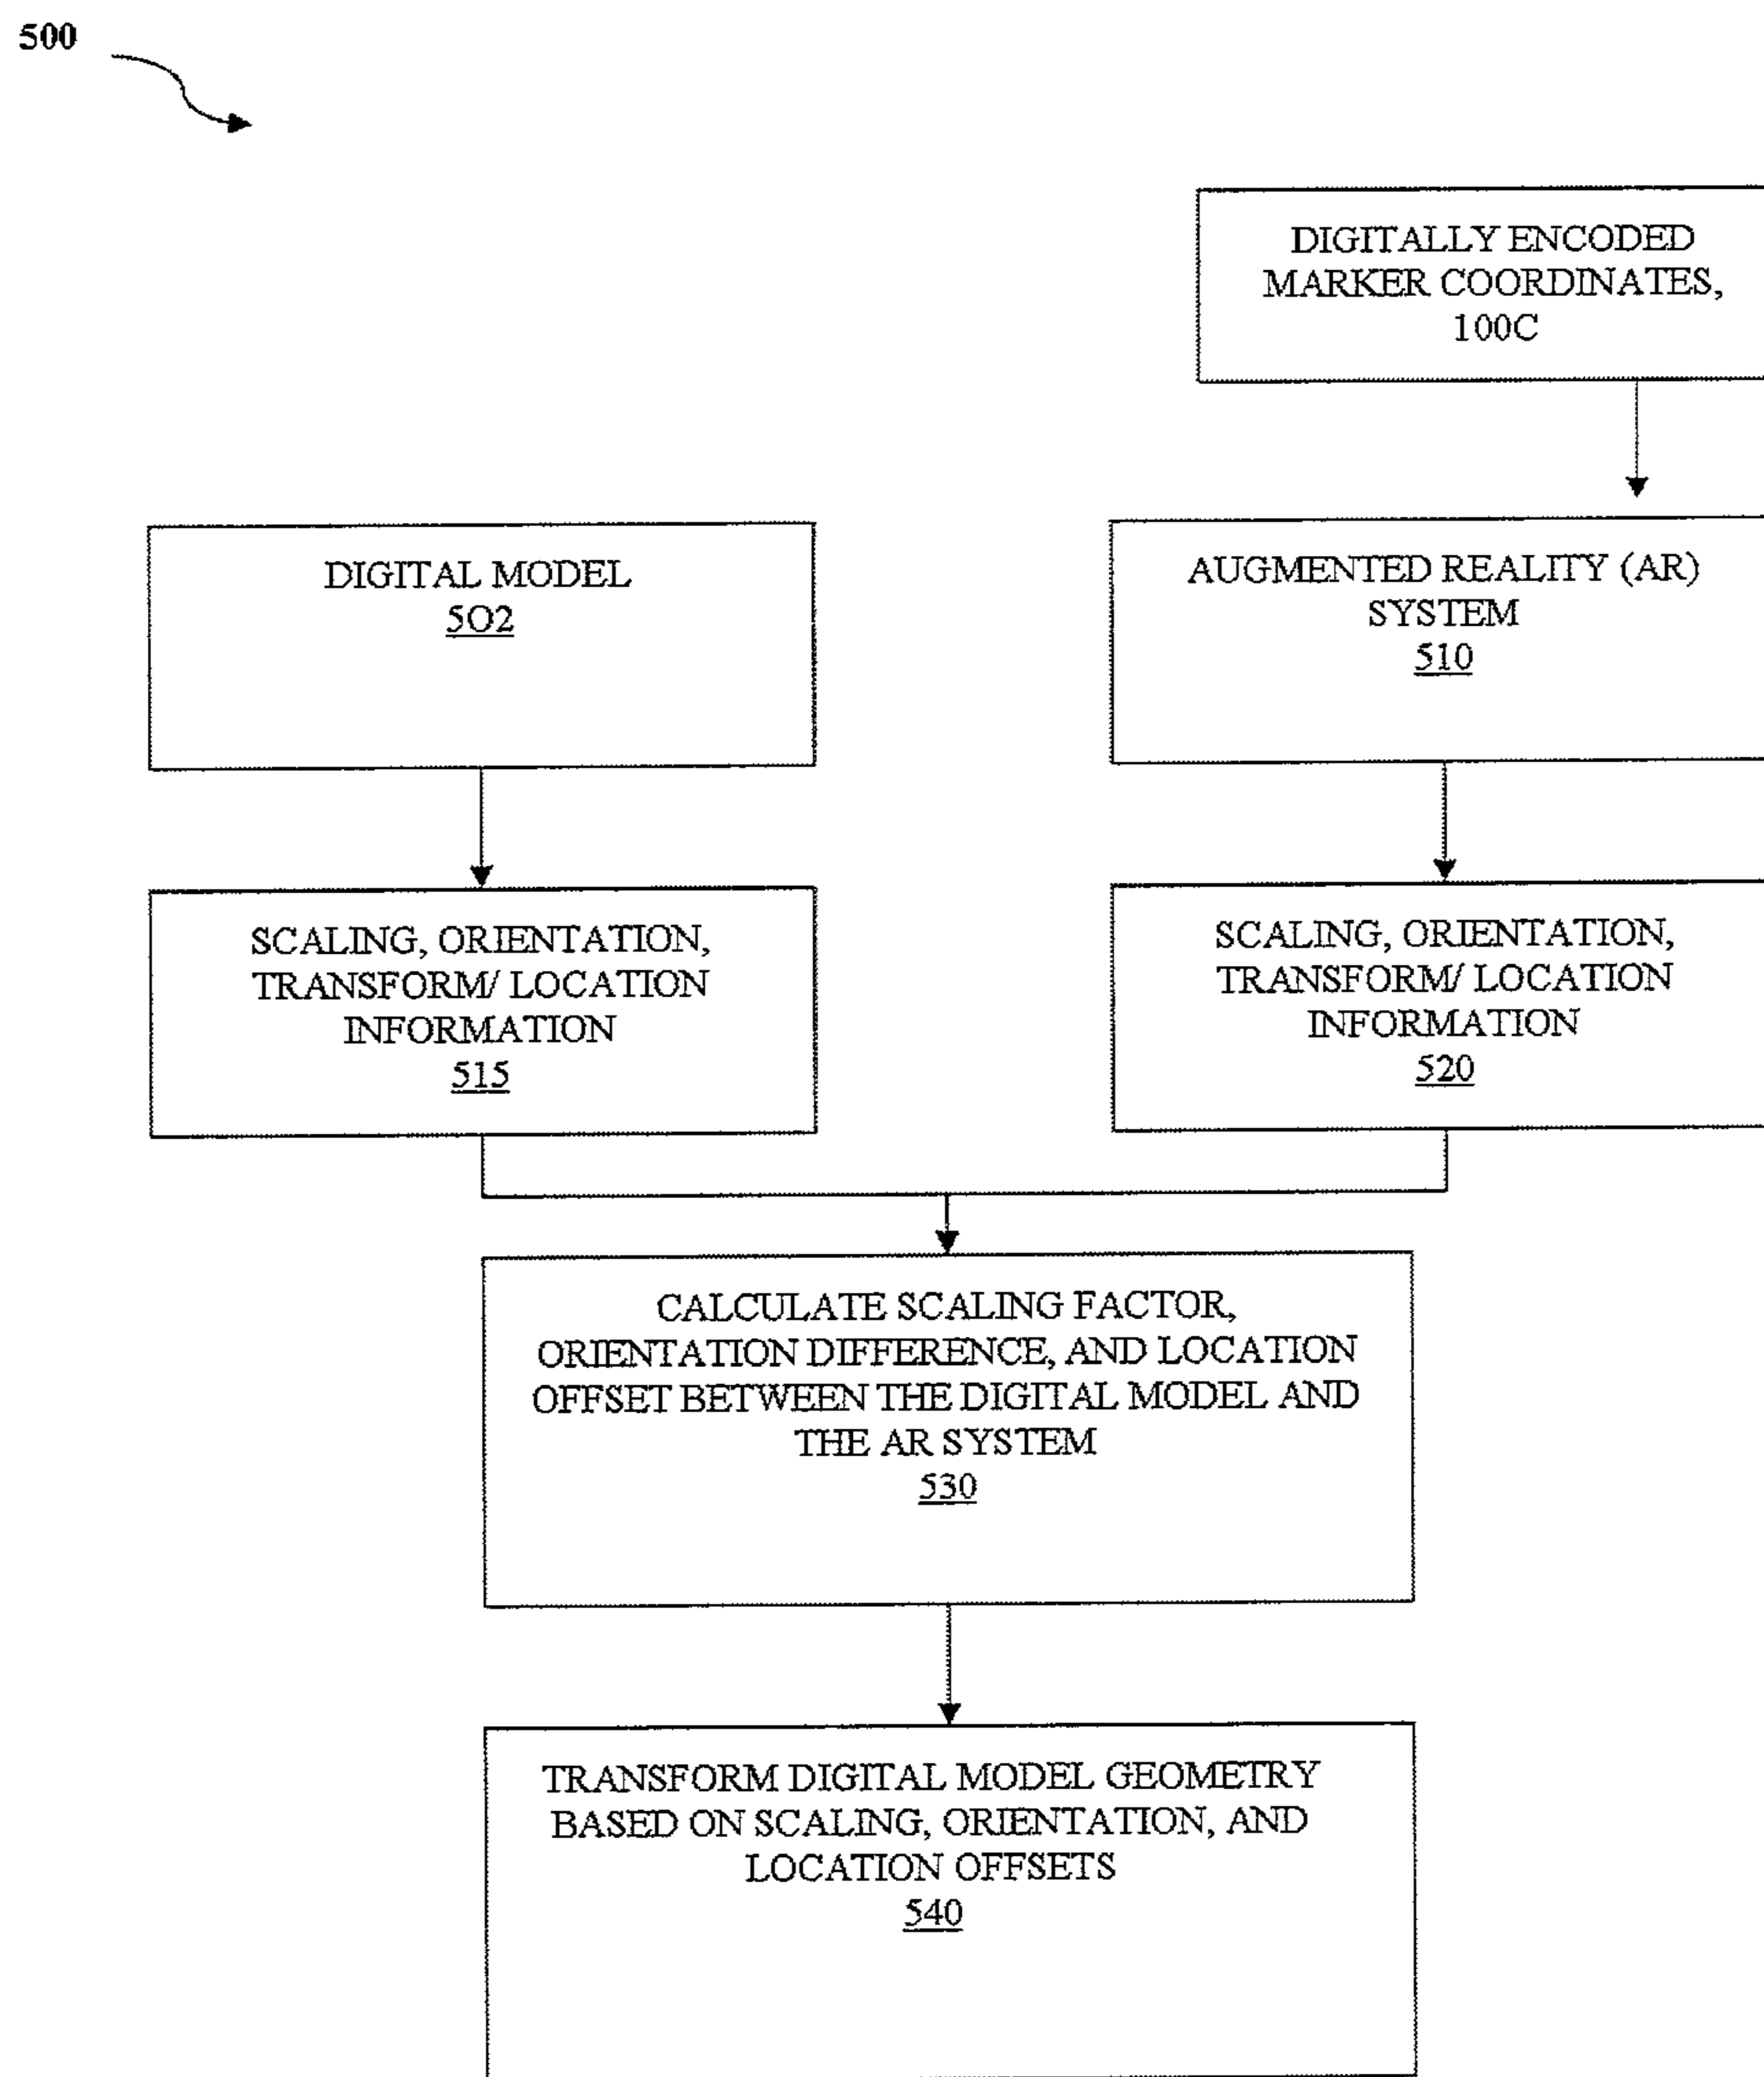 500
DIGITALLY ENCODED
MARKER COORDINATES,
100C
DIGITAL MODEL
5O2
AUGMENTED REALITY (AR)
SYSTEM
510
SCALING, ORIENTATION,
TRANSFORM/ LOCATION
INFORMATION
515
SCALING, ORIENTATION,
TRANSFORM/ LOCATION
INFORMATION
520
CALCULATE SCALING FACTOR,
ORIENTATION DIFFERENCE, AND LOCATION
OFFSET BETWEEN THE DIGITAL MODEL AND
THE AR SYSTEM
530
TRANSFORM DIGITAL MODEL GEOMETRY
BASED ON SCALING, ORIENTATION, AND
LOCATION OFFSETS
540